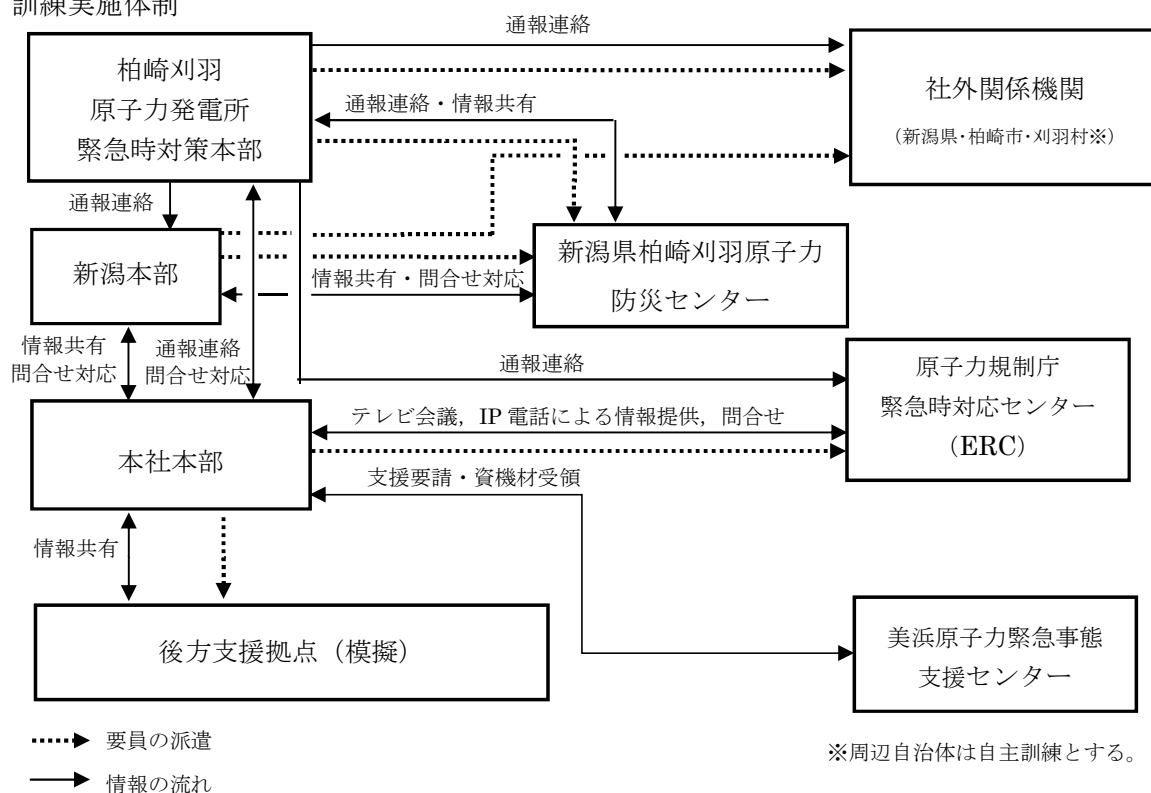 訓練実施体制
通報連絡
柏崎刈羽
原子力発電所
緊急時対策本部
社外関係機関
（新潟県・柏崎市・刈羽村※）
通報連絡・情報共有
通報連絡
新潟本部
新潟県柏崎刈羽原子力
防災センター
情報共有・問合せ対応
情報共有
問合せ対応
通報連絡
問合せ対応
通報連絡
原子力規制庁
緊急時対応センター
（ERC）
テレビ会議，IP 電話による情報提供，問合せ
本社本部
支援要請・資機材受領
情報共有
後方支援拠点（模擬）
美浜原子力緊急事態
支援センター
要員の派遣
情報の流れ
※周辺自治体は自主訓練とする。